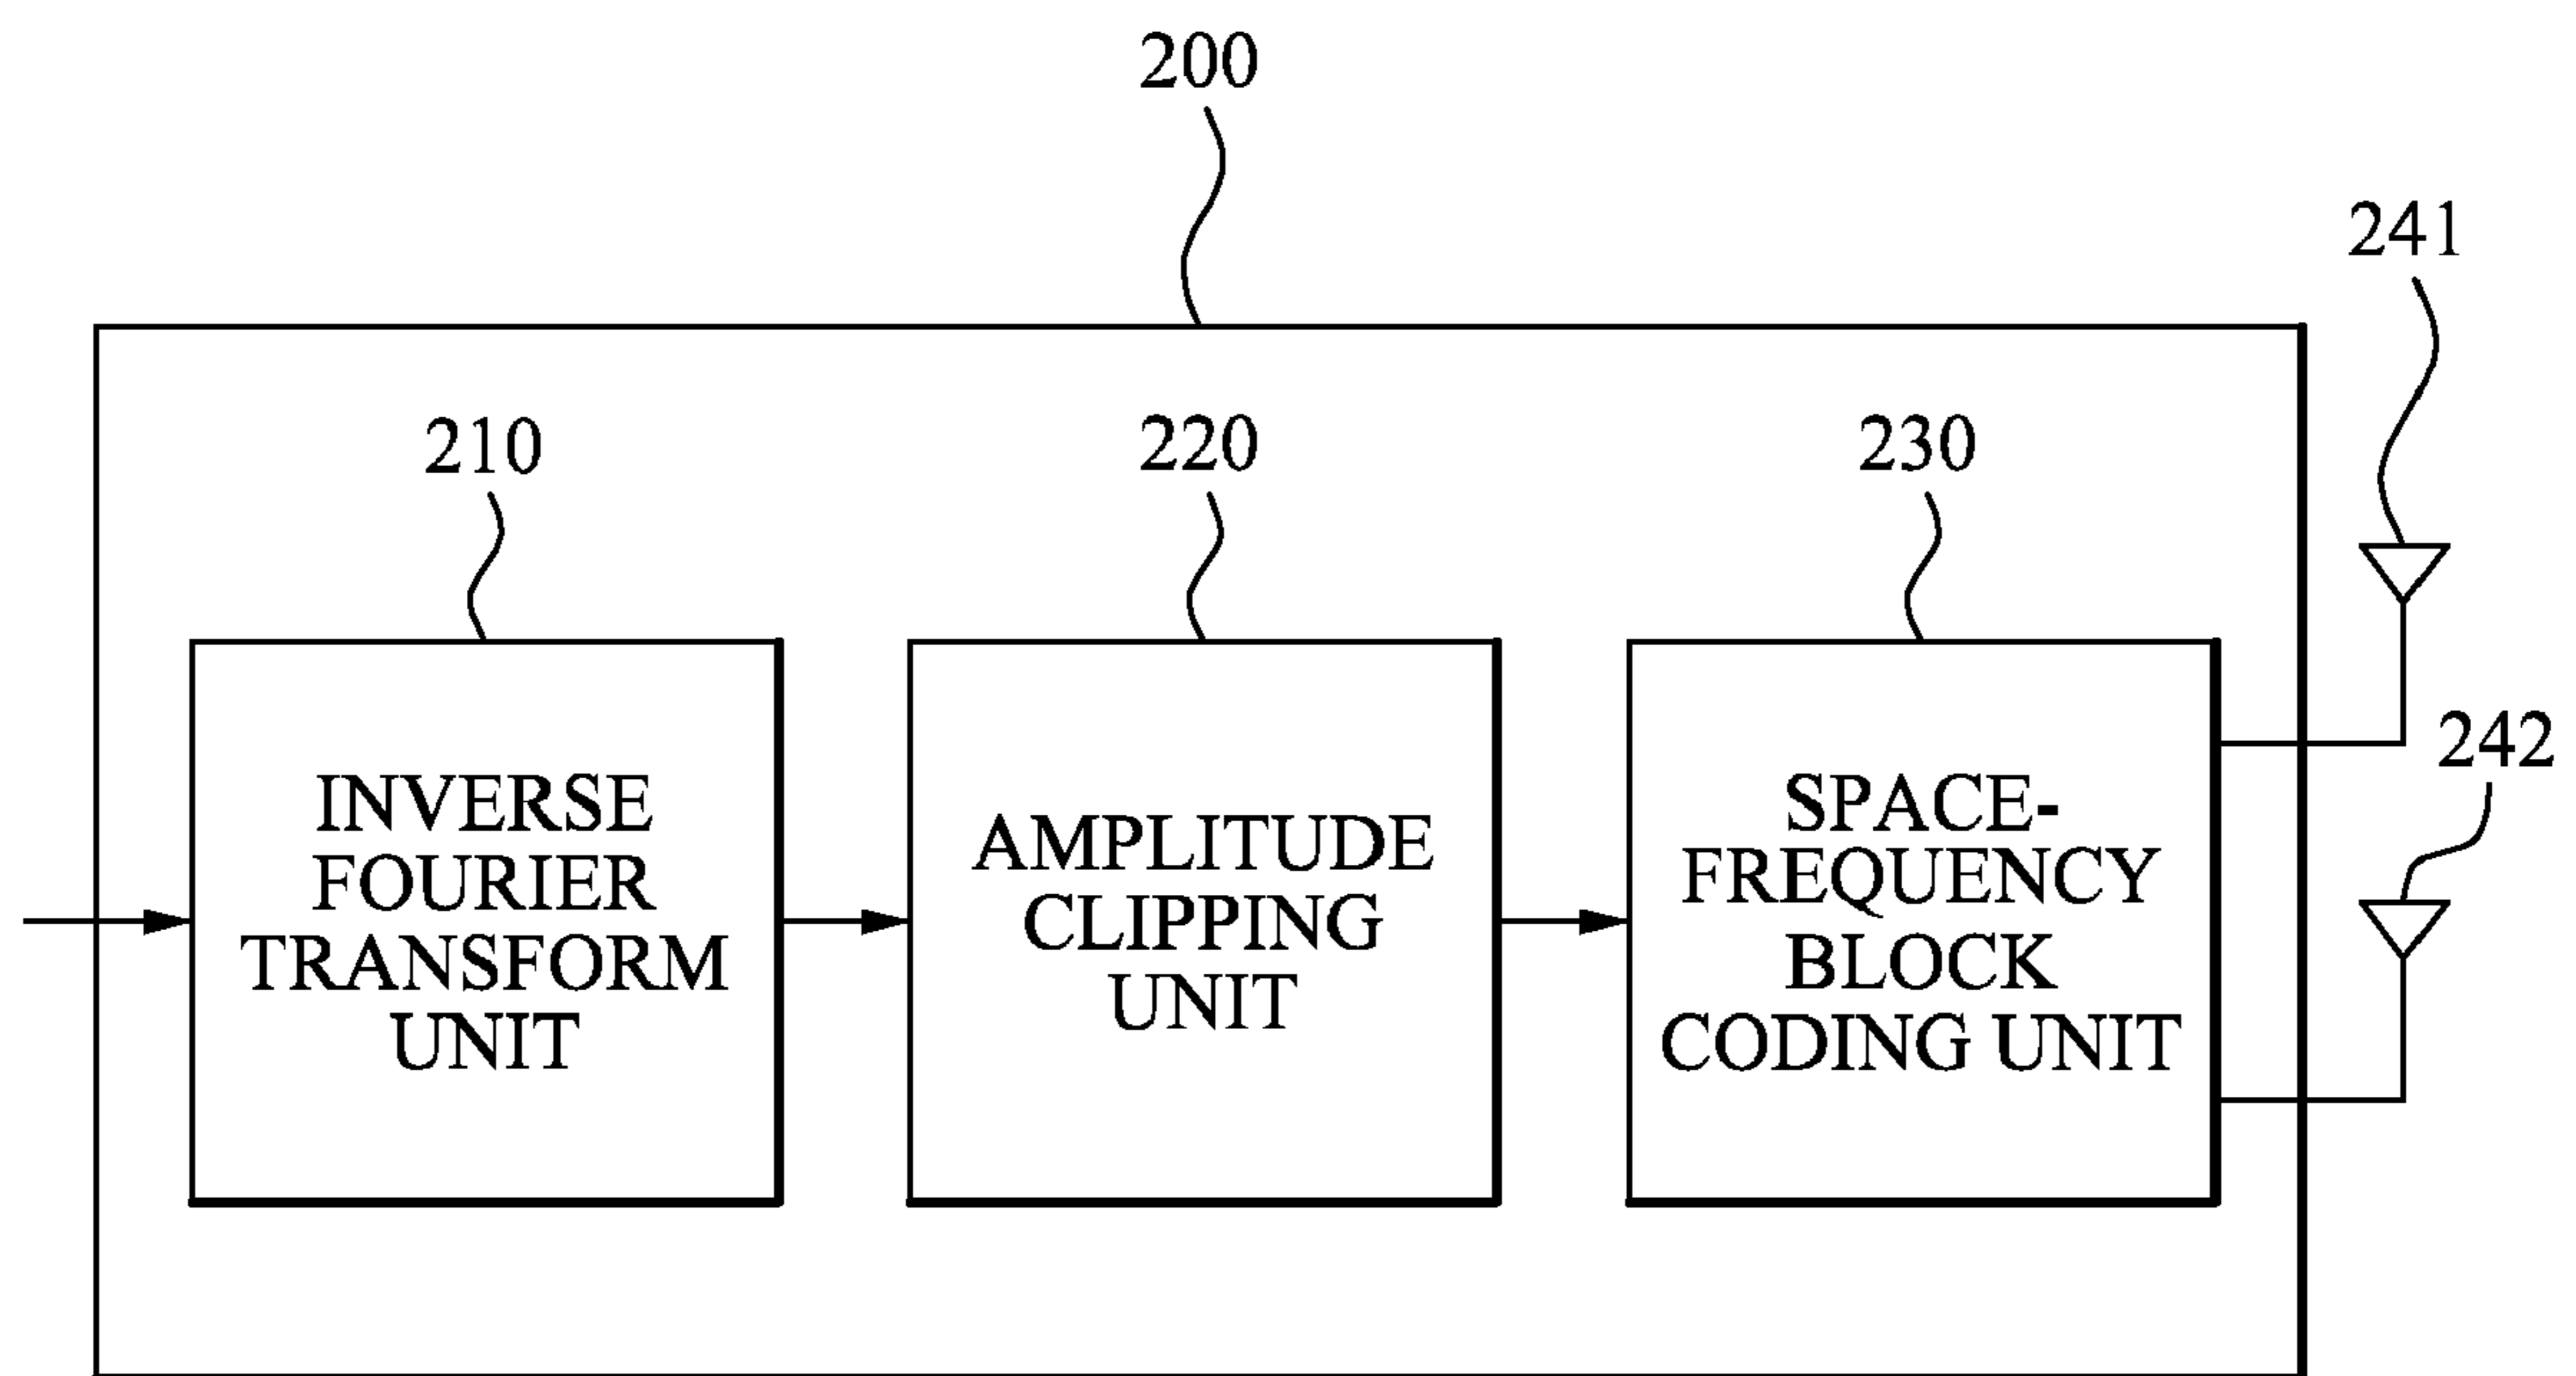 200
241
210
220
230
242
INVERSE
FOURIER
TRANSFORM
UNIT
AMPLITUDE
CLIPPING
UNIT
SPACE-
FREQUENCY
BLOCK
CODING UNIT